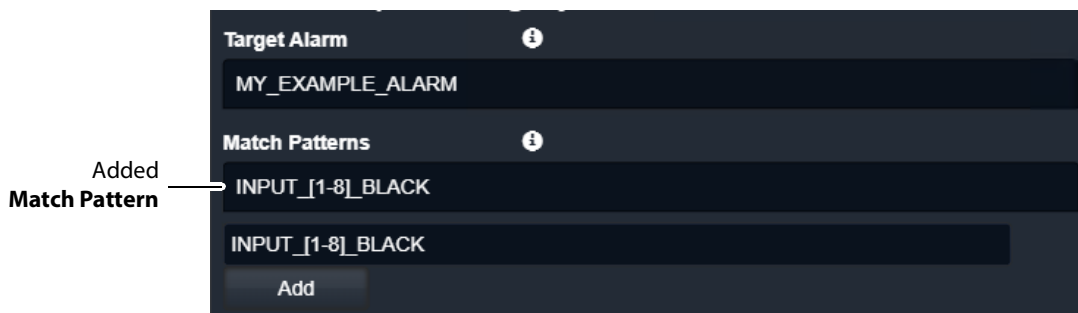 Target Alarm
MY_EXAMPLE_ALARM
Match Patterns
Added
Match Pattern
INPUT_[1-8]_BLACK
INPUT_[1-8]_BLACK
Add